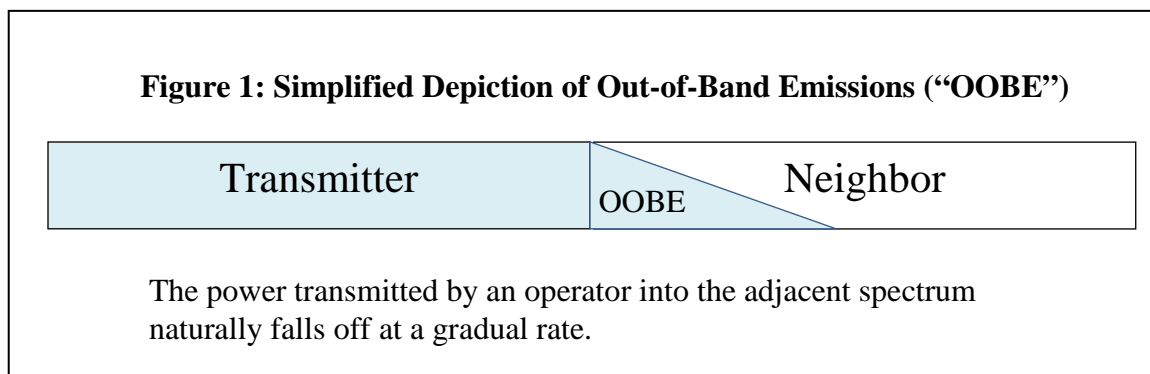 Figure 1: Simplified Depiction of Out-of-Band Emissions (“OOBE”)
Transmitter
OOBE
Neighbor
The power transmitted by an operator into the adjacent spectrum
naturally falls off at a gradual rate.